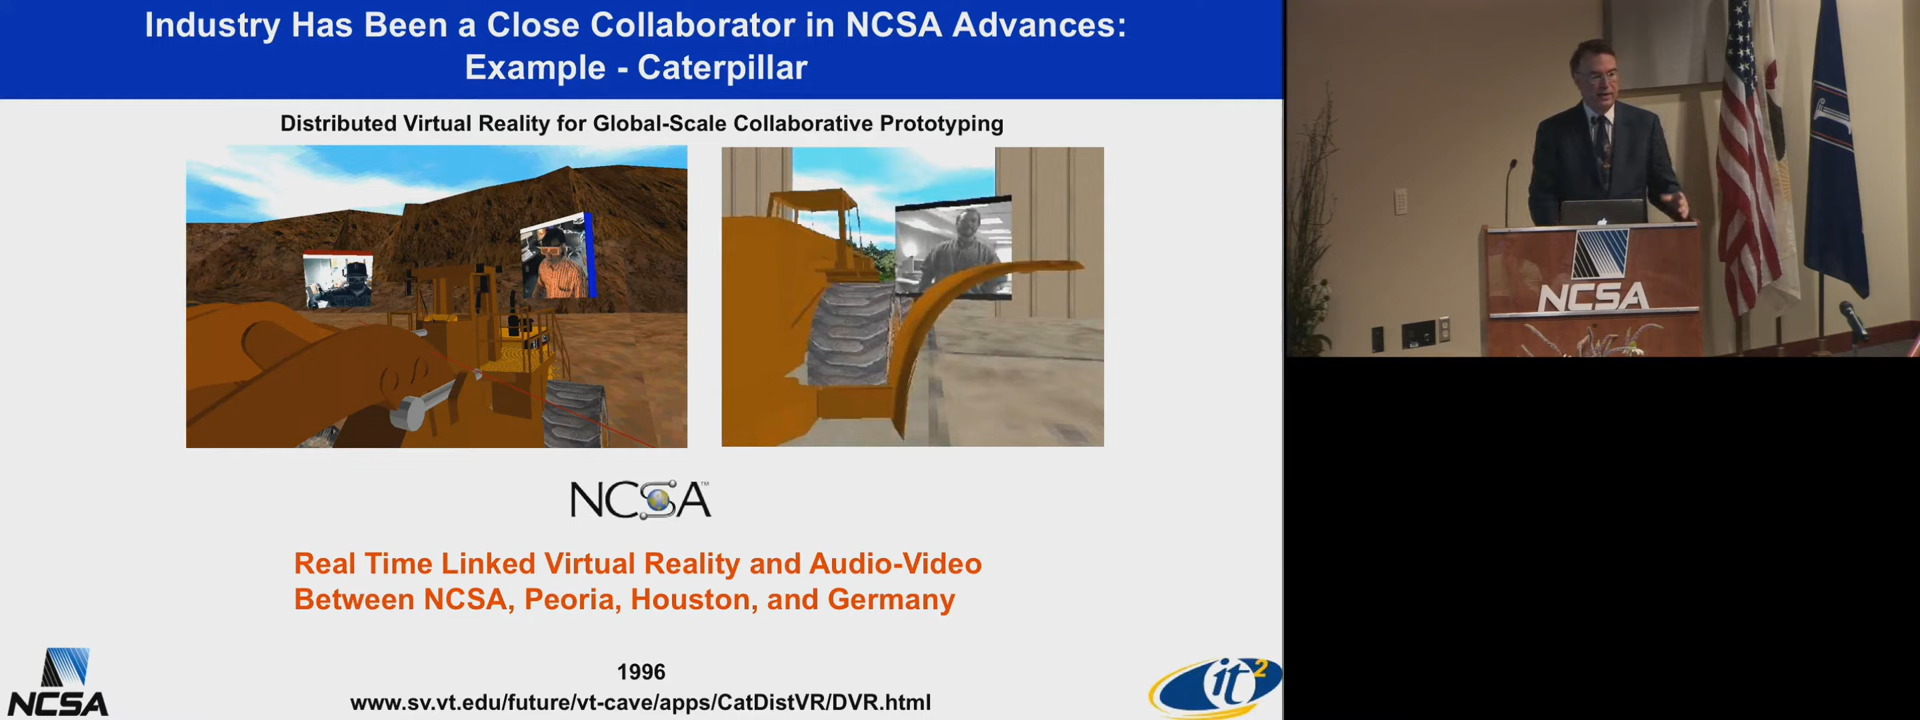 Industry Has Been a Close Collaborator in NCSA Advances:
Example - Caterpillar
Distributed Virtual Reality for Global-Scale Collaborative Prototyping
NCSA™
Real Time Linked Virtual Reality and Audio-Video
Between NCSA, Peoria, Houston, and Germany
1996
www.sv.vt.edu/future/vt-cave/apps/CatDistVR/DVR.html
NCSA
it2
NCSA